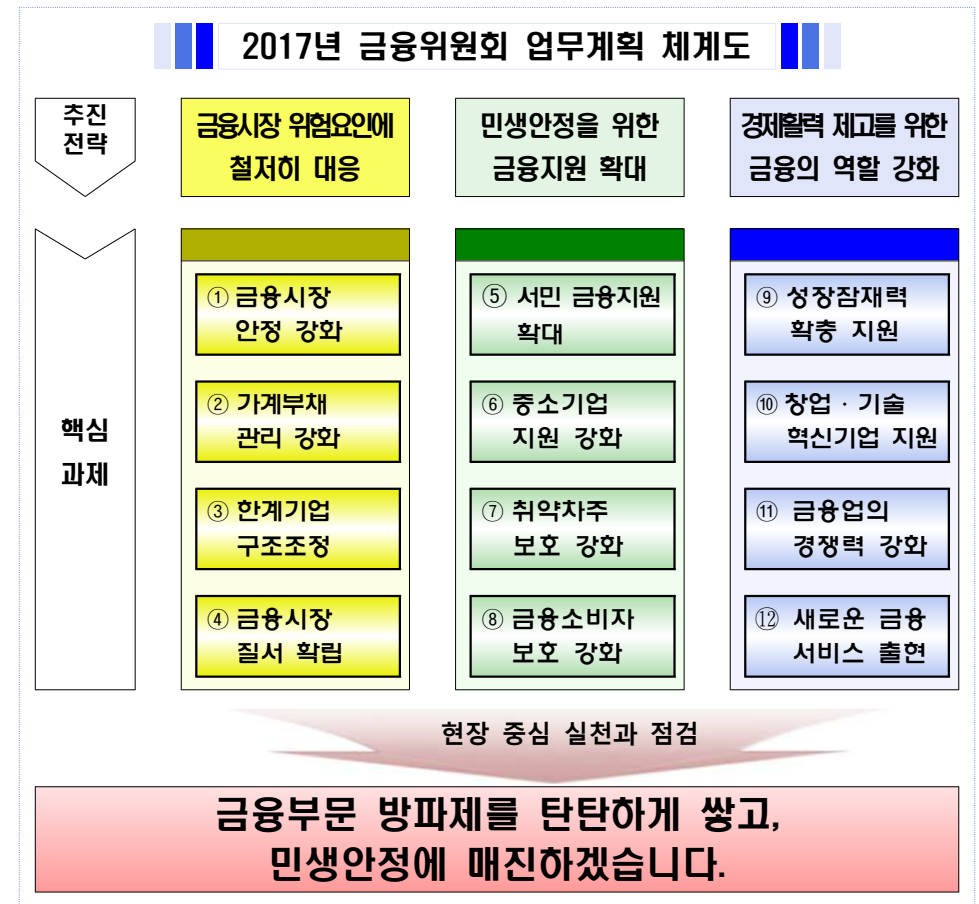 2017년 금융위원회 업무계획 체계도
추진
전략
금융시장 위험요인에
철저히 대응
민생안정을 위한
금융지원 확대
경제활력 제고를 위한
금융의 역할 강화
핵심
과제
① 금융시장
안정 강화
② 가계부채
관리 강화
③ 한계기업
구조조정
④ 금융시장
질서 확립
⑤ 서민 금융지원
확대
⑥ 중소기업
지원 강화
⑦ 취약차주
보호 강화
⑧ 금융소비자
보호 강화
⑨ 성장잠재력
확충 지원
⑩ 창업 · 기술
혁신기업 지원
⑪ 금융업의
경쟁력 강화
⑫ 새로운 금융
서비스 출현
현장 중심 실천과 점검
금융부문 방파제를 탄탄하게 쌓고,
민생안정에 매진하겠습니다.